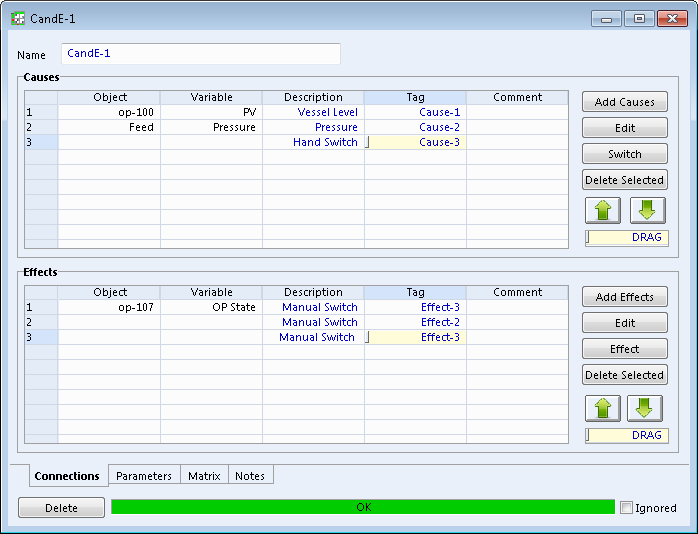 CandE-1
Name CandE-1
Causes
Object Variable Description Tag Comment
1 op-100 PV Vessel Level Cause-1
2 Feed Pressure Pressure Cause-2
3 Hand Switch Cause-3
Add Causes
Edit
Switch
Delete Selected
DRAG
Effects
Object Variable Description Tag Comment
1 op-107 OP State Manual Switch Effect-3
2 Manual Switch Effect-2
3 Manual Switch Effect-3
Add Effects
Edit
Effect
Delete Selected
DRAG
Connections Parameters Matrix Notes
Delete OK Ignored